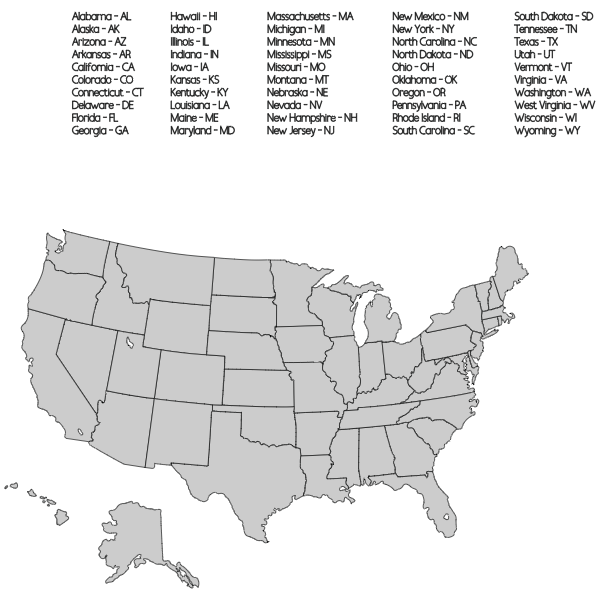 Alabama - AL
Alaska - AK
Arizona - AZ
Arkansas - AR
California - CA
Colorado - CO
Connecticut - CT
Delaware - DE
Florida - FL
Georgia - GA
Hawaii - HI
Idaho - ID
Illinois - IL
Indiana - IN
Iowa - IA
Kansas - KS
Kentucky - KY
Louisiana - LA
Maine - ME
Maryland - MD
Massachusetts - MA
Michigan - MI
Minnesota - MN
Mississippi - MS
Missouri - MO
Montana - MT
Nebraska - NE
Nevada - NV
New Hampshire - NH
New Jersey - NJ
New Mexico - NM
New York - NY
North Carolina - NC
North Dakota - ND
Ohio - OH
Oklahoma - OK
Oregon - OR
Pennsylvania - PA
Rhode Island - RI
South Carolina - SC
South Dakota - SD
Tennessee - TN
Texas - TX
Utah - UT
Vermont - VT
Virginia - VA
Washington - WA
West Virginia - WV
Wisconsin - WI
Wyoming - WY